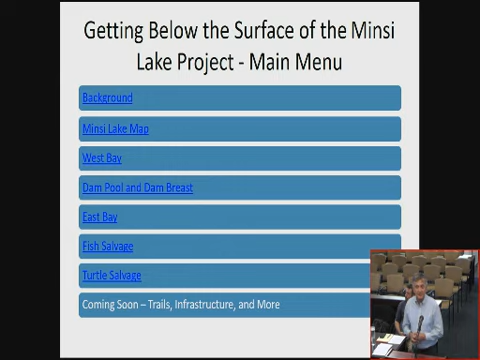 Getting Below the Surface of the Minsi
Lake Project - Main Menu
Background
Minsi Lake Map
West Bay
Dam Pool and Dam Breast
East Bay
Fish Salvage
Turtle Salvage
Coming Soon – Trails, Infrastructure, and More